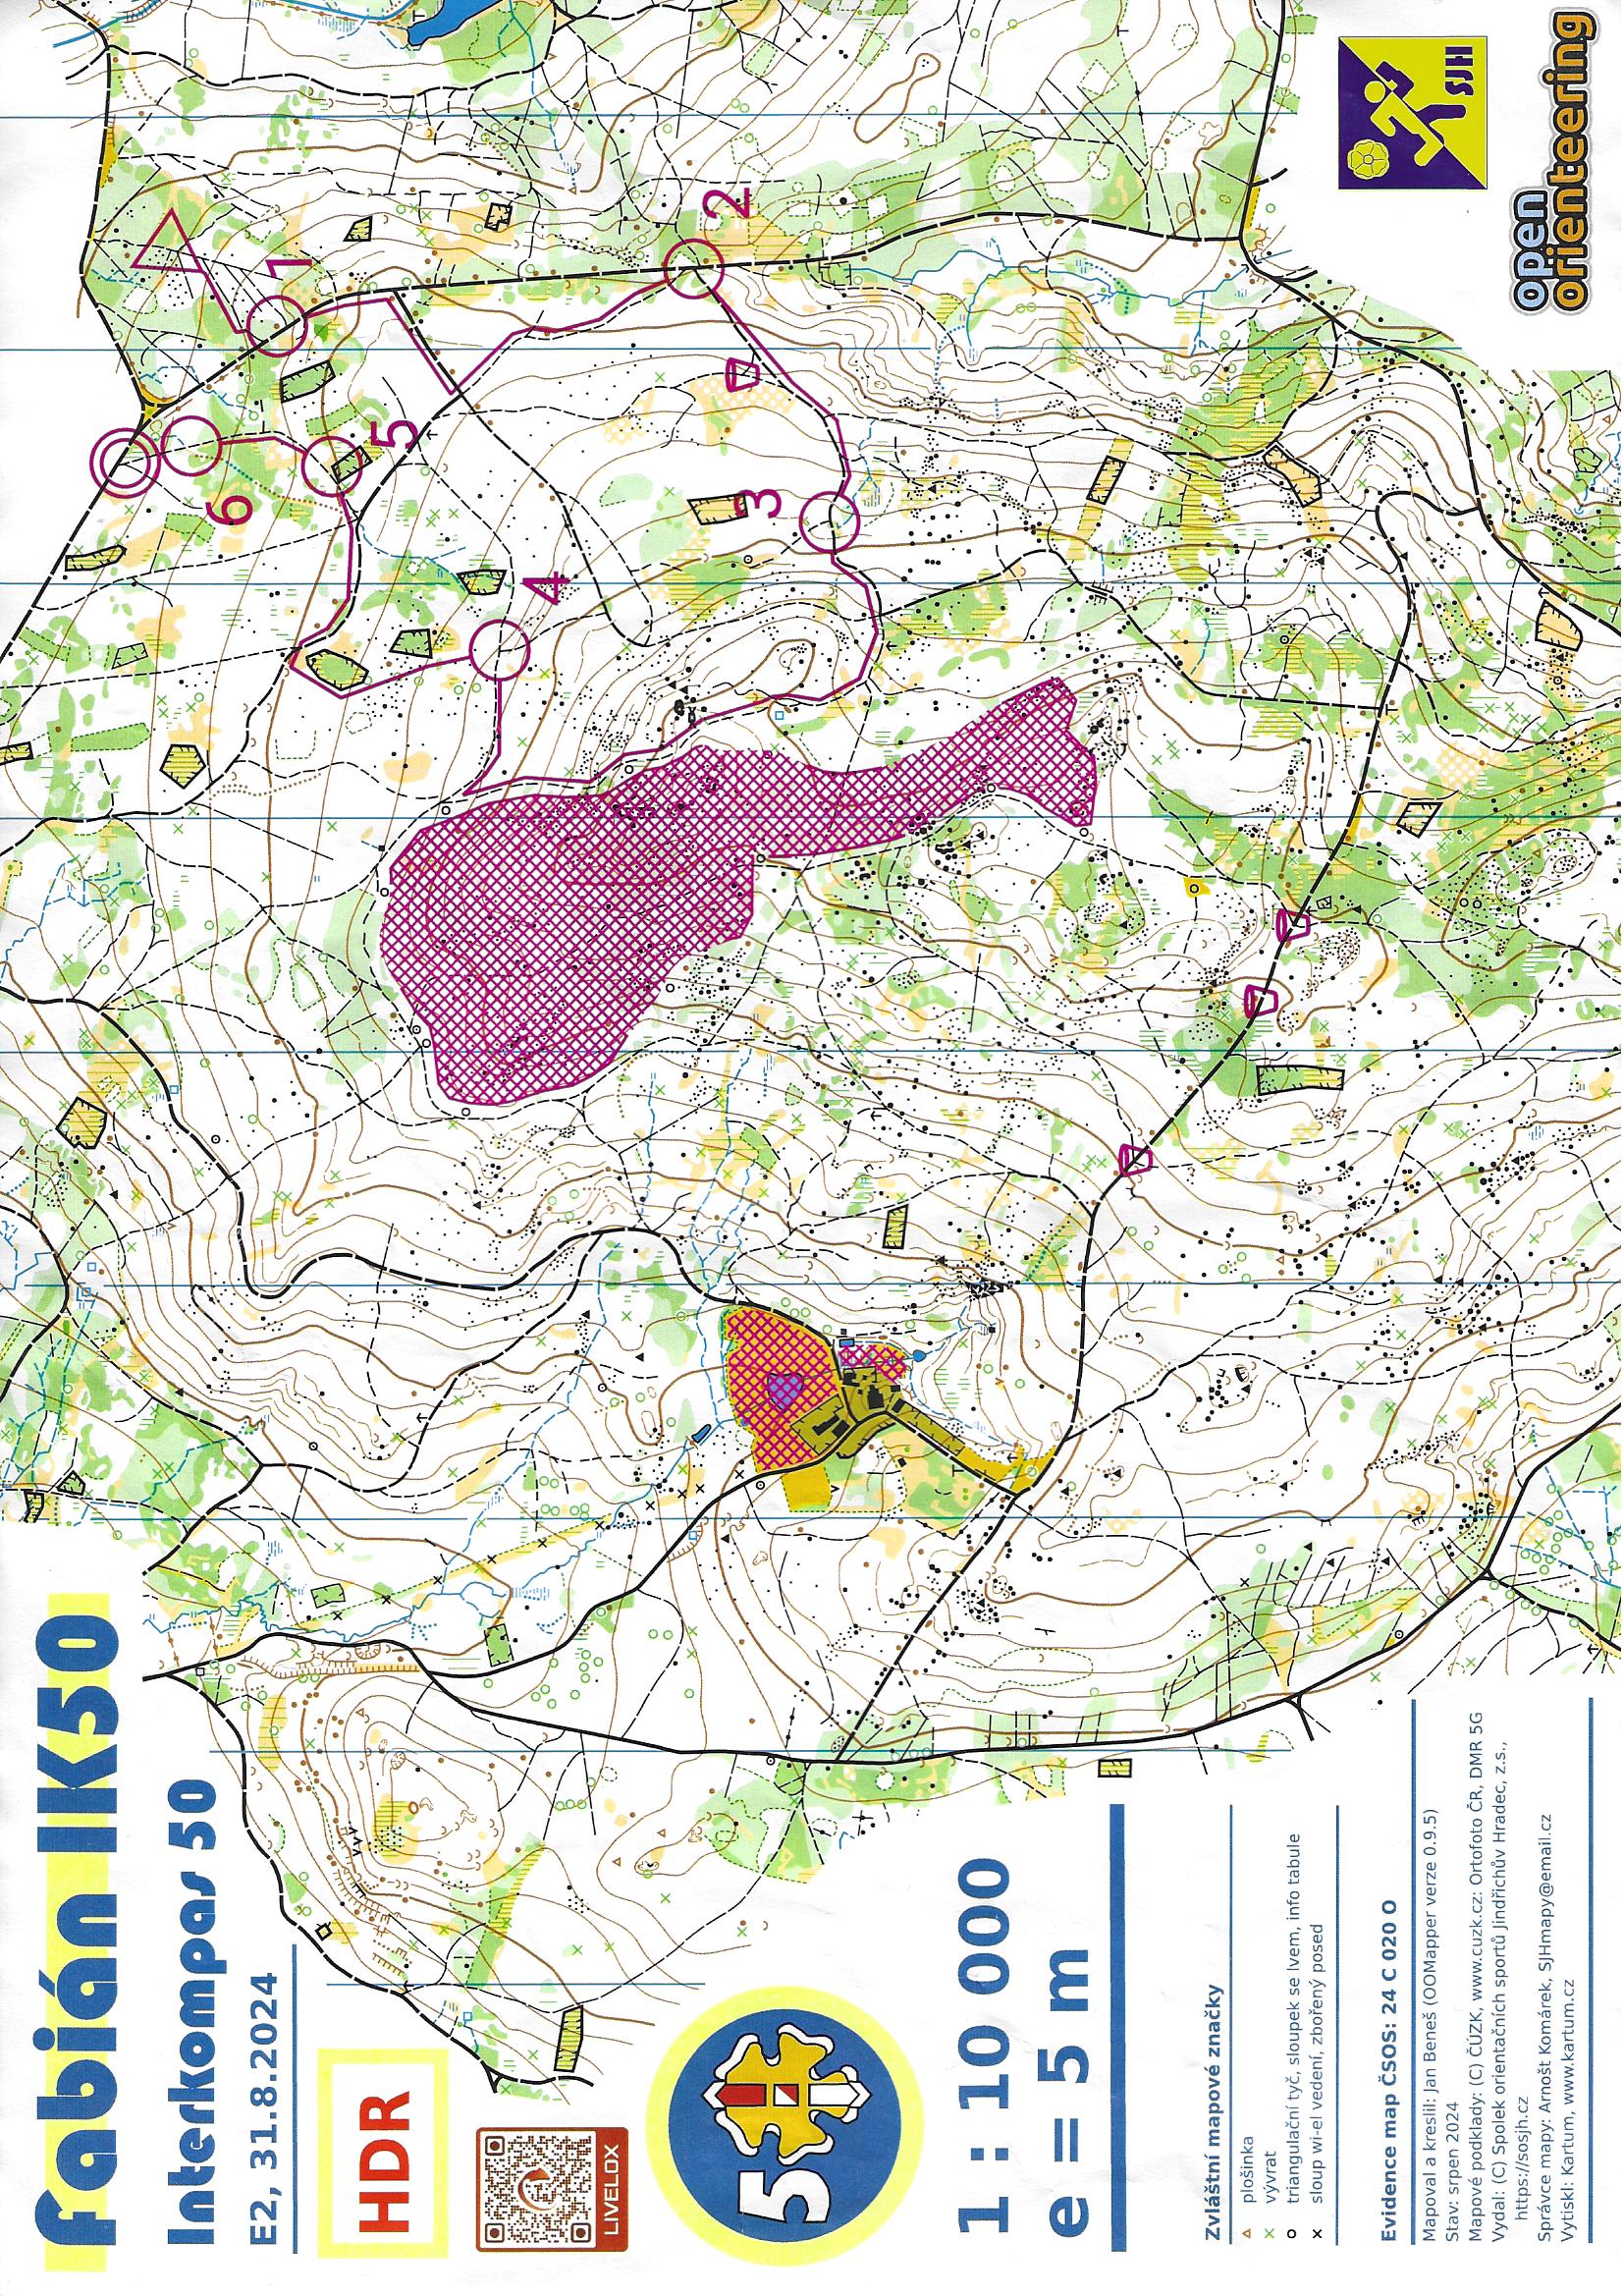 Fabián IK50
Interkompas 50
E2, 31.8.2024
HDR
LIVELOX
5
1 : 10 000
e = 5 m
Zvláštní mapové značky
plošinka
vývrat
triangulační tyč, sloupek se lvem, info tabule
sloup wi-el vedení, zbořený posed
Evidence map ČSOS: 24 C 020 O
Mapoval a kreslil: Jan Beneš (OOMapper verze 0.9.5)
Stav: srpen 2024
Mapové podklady: (C) ČÚZK, www.cuzk.cz: Ortofoto ČR, DMR 5G
Vydal: (C) Spolek orientačních sportů Jindřichův Hradec, z.s.,
https://sosjh.cz
Správce mapy: Arnošt Komárek, SJHmapy@email.cz
Vytiskl: Kartum, www.kartum.cz
6
1
5
4
2
3
SJH
open
orienteering